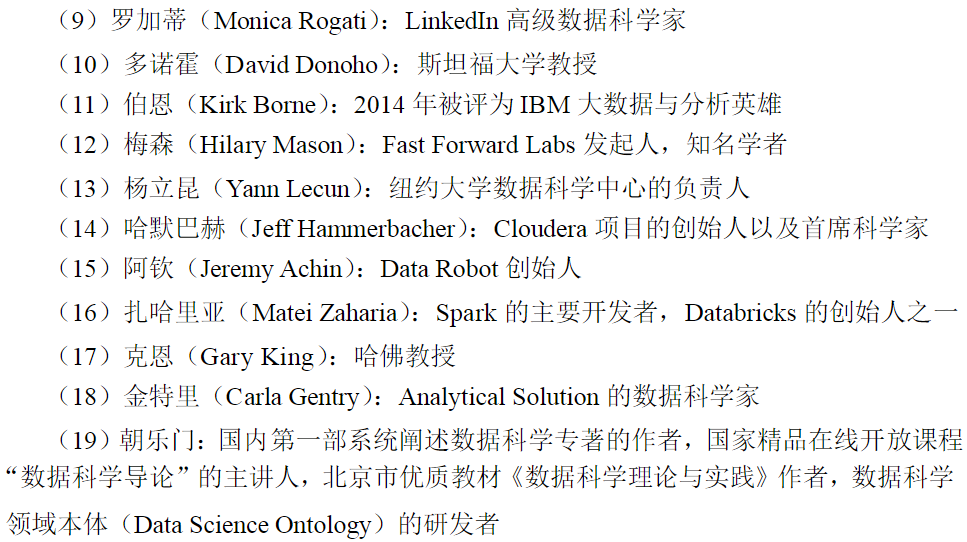 （9）罗加蒂（Monica Rogati）：LinkedIn 高级数据科学家
（10）多诺霍（David Donoho）：斯坦福大学教授
（11）伯恩（Kirk Borne）：2014 年被评为 IBM 大数据与分析英雄
（12）梅森（Hilary Mason）：Fast Forward Labs 发起人，知名学者
（13）杨立昆（Yann Lecun）：纽约大学数据科学中心的负责人
（14）哈默巴赫（Jeff Hammerbacher）：Cloudera 项目的创始人以及首席科学家
（15）阿钦（Jeremy Achin）：Data Robot 创始人
（16）扎哈里亚（Matei Zaharia）：Spark 的主要开发者，Databricks 的创始人之一
（17）克恩（Gary King）：哈佛教授
（18）金特里（Carla Gentry）：Analytical Solution 的数据科学家
（19）朝乐门：国内第一部系统阐述数据科学专著的作者，国家精品在线开放课程
“数据科学导论”的主讲人，北京市优质教材《数据科学理论与实践》作者，数据科学
领域本体（Data Science Ontology）的研发者